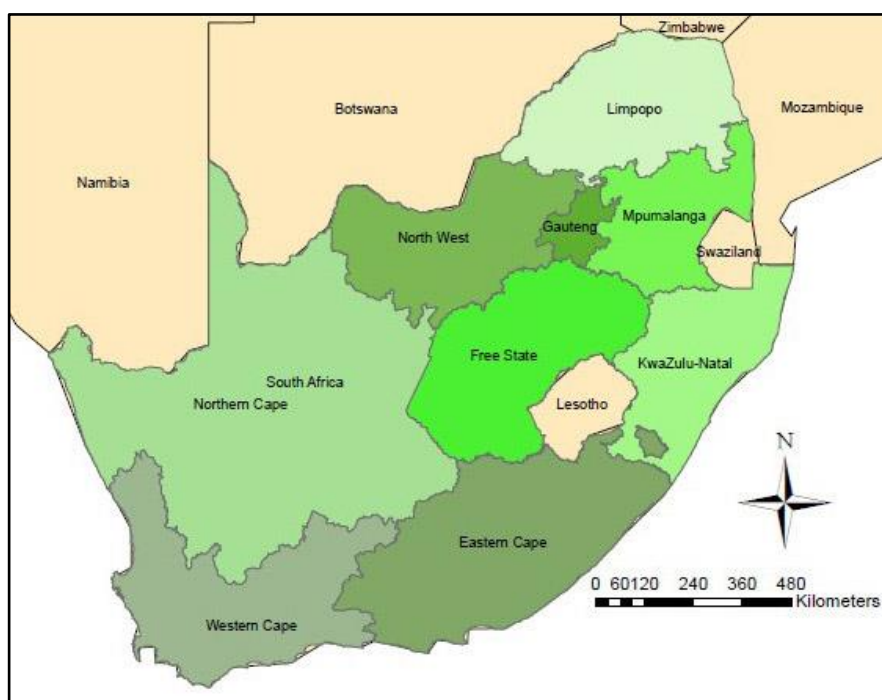 Zimbabwe
Limpopo
Botswana
Mozambique
Namibia
Mpumalanga
Gauteng
North West
Swaziland
Free State
KwaZulu-Natal
South Africa
Northern Cape
Lesotho
N
Eastern Cape
0 60120 240 360 480
Kilometers
Western Cape